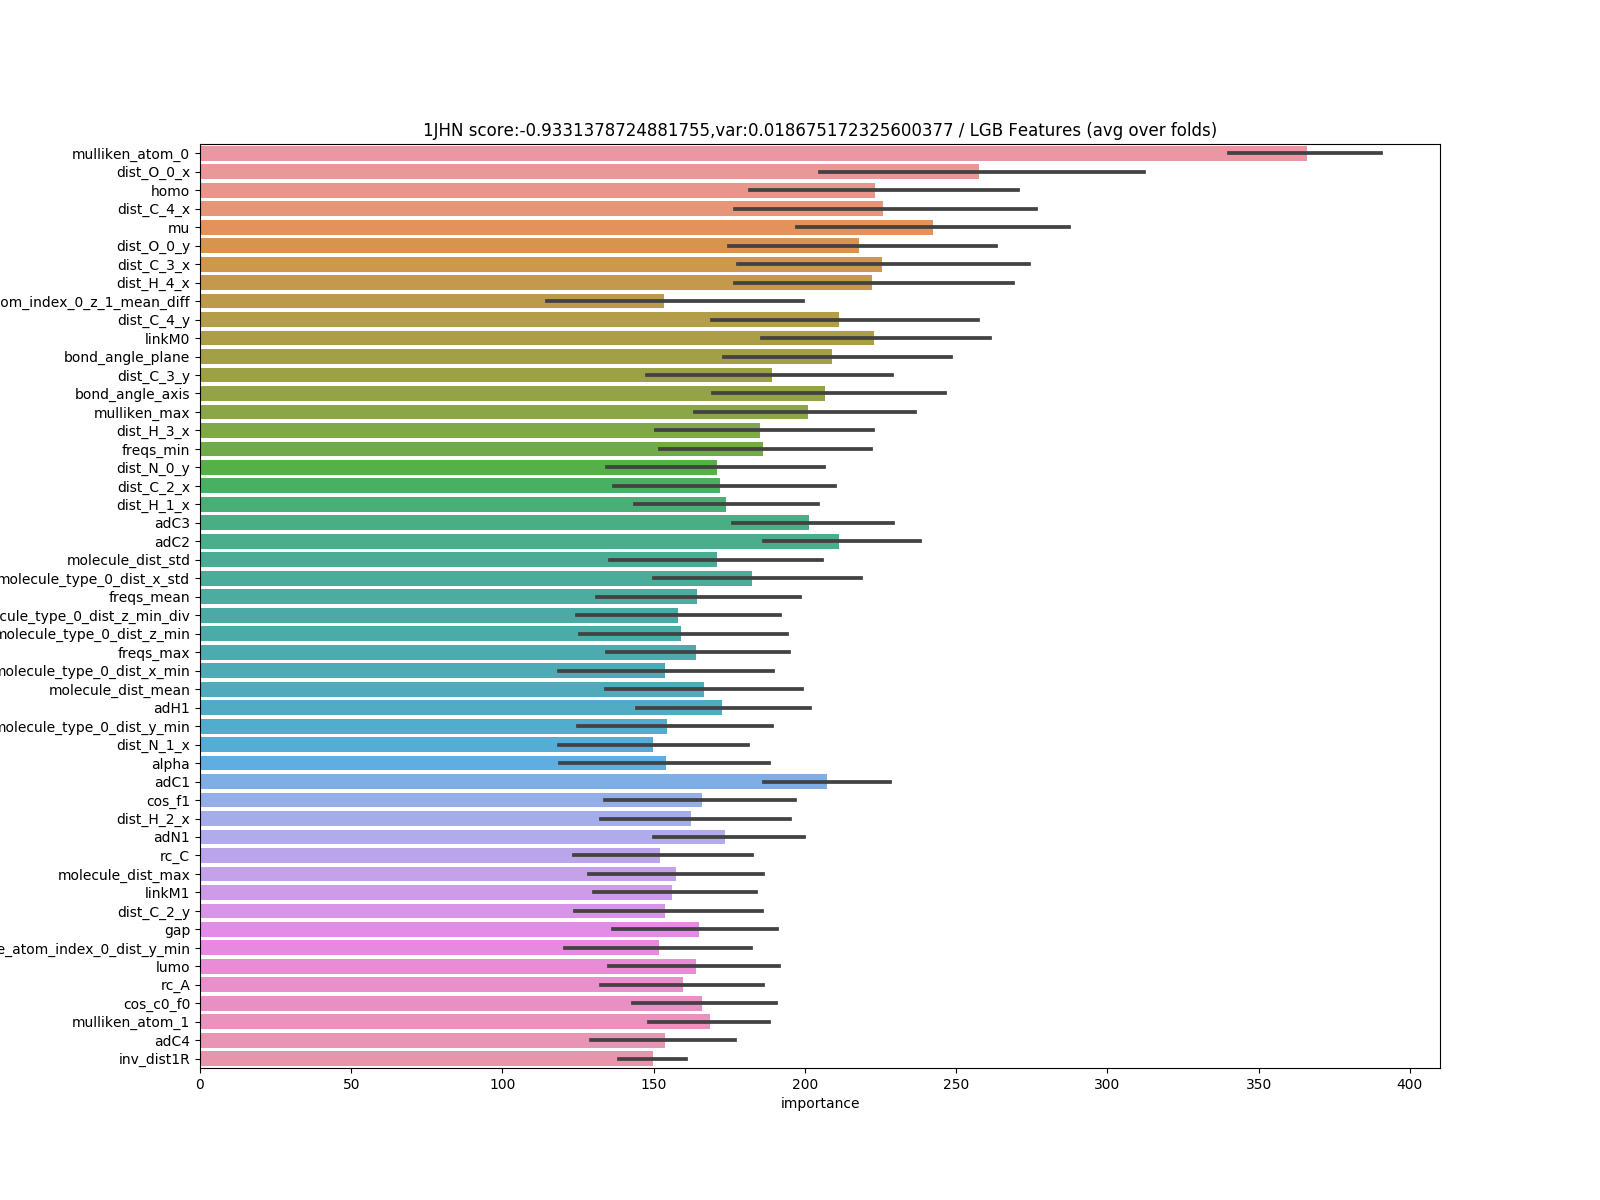 1JHN score:-0.9331378724881755,var:0.018675172325600377 / LGB Features (avg over folds)
mulliken_atom_0
dist_O_0_x
homo
dist_C_4_x
mu
dist_O_0_y
dist_C_3_x
dist_H_4_x
om_index_0_z_1_mean_diff
dist_C_4_y
linkM0
bond_angle_plane
dist_C_3_y
bond_angle_axis
mulliken_max
dist_H_3_x
freqs_min
dist_N_0_y
dist_C_2_x
dist_H_1_x
adC3
adC2
molecule_dist_std
molecule_type_0_dist_x_std
freqs_mean
cule_type_0_dist_z_min_div
molecule_type_0_dist_z_min
freqs_max
molecule_type_0_dist_x_min
molecule_dist_mean
adH1
molecule_type_0_dist_y_min
dist_N_1_x
alpha
adC1
cos_f1
dist_H_2_x
adN1
rc_C
molecule_dist_max
linkM1
dist_C_2_y
gap
e_atom_index_0_dist_y_min
lumo
rc_A
cos_c0_f0
mulliken_atom_1
adC4
inv_dist1R
0 50 100 150 200 250 300 350 400
importance